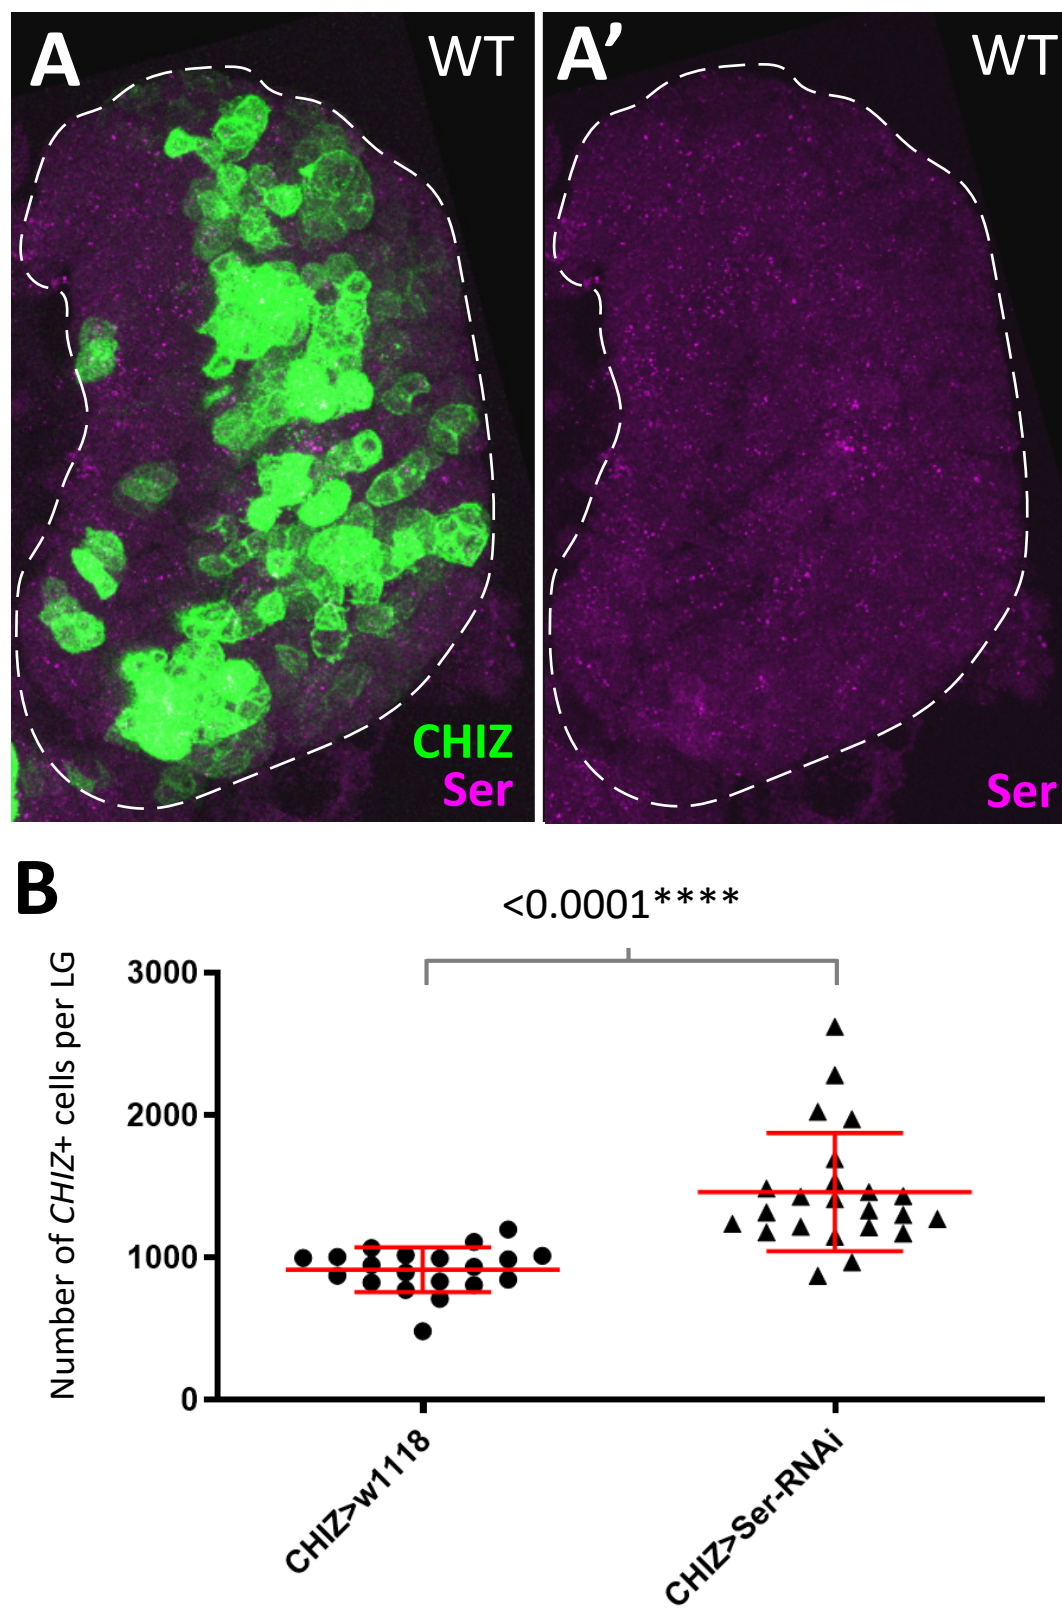 A
WT
A’
WT
CHIZ
Ser
Ser
B
<0.0001****
Number of CHIZ+ cells per LG
3000
2000
1000
0
CHIZ>w1118
CHIZ>Ser-RNAi